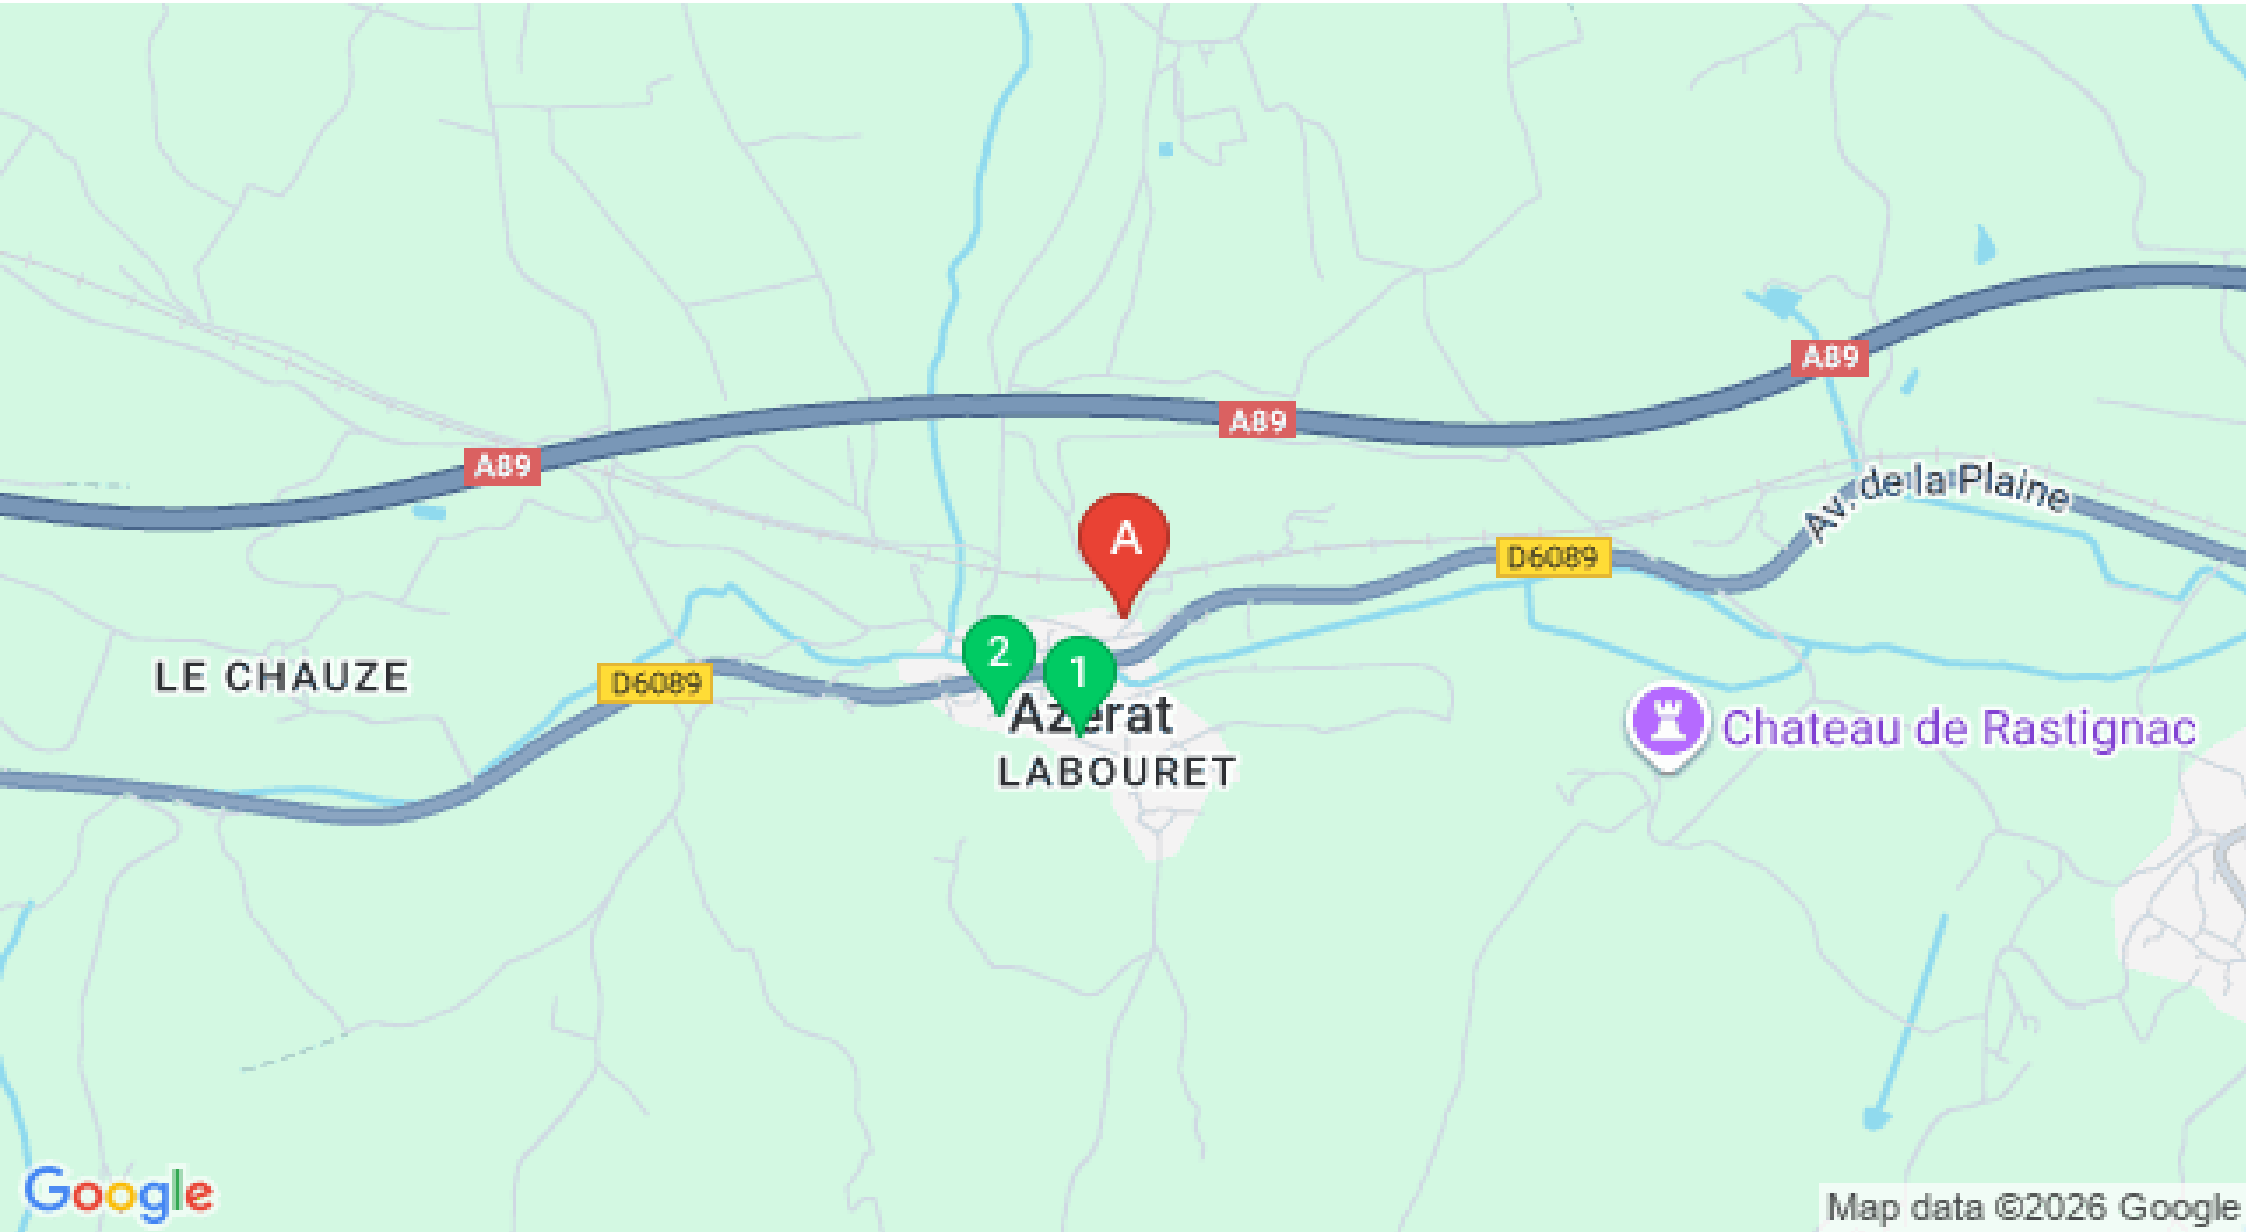 A89
A89
A89
Av. de la Plaine
A
D6089
2
1
LE CHAUZE
D6089
Azerat
Chateau de Rastignac
LABOURET
Google
Map data ©2026 Google